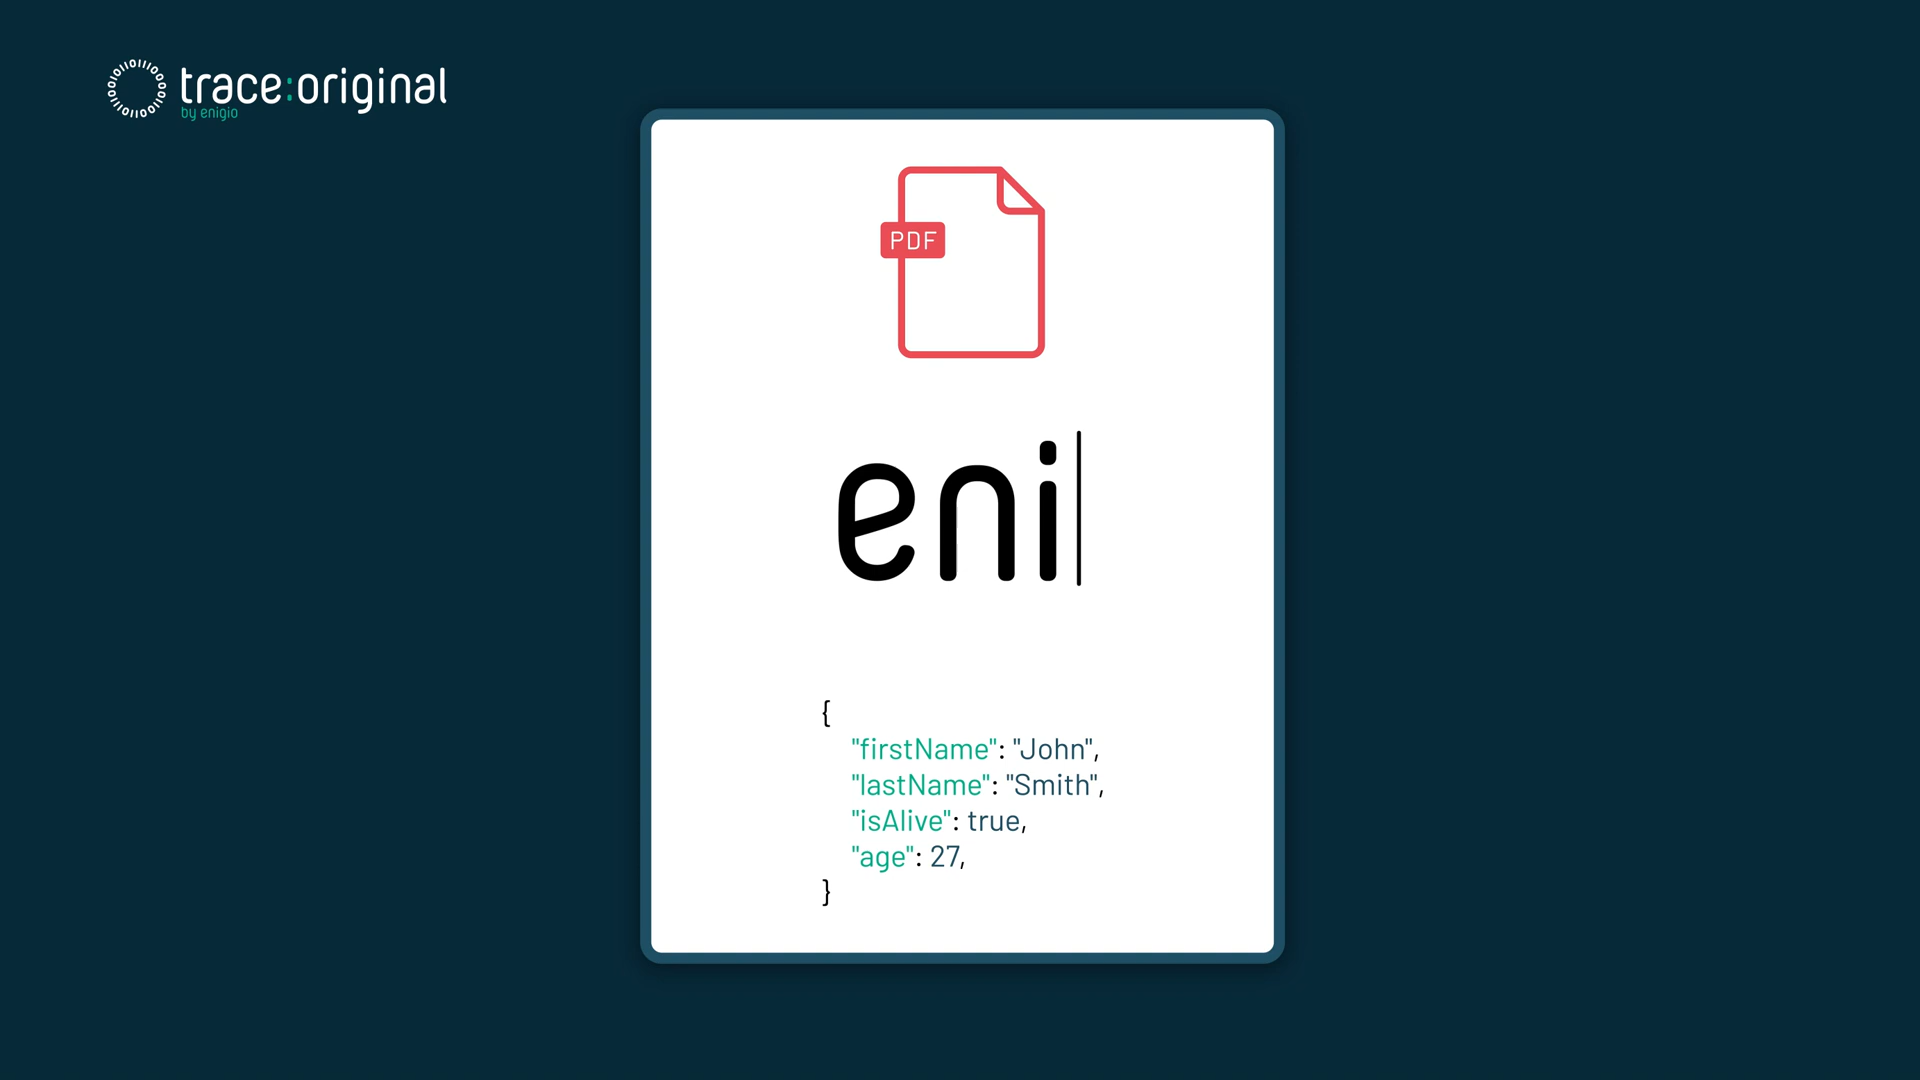 trace:original
by enigio
PDF
eni
{
"firstName": "John",
"lastName": "Smith",
"isAlive": true,
"age": 27,
}